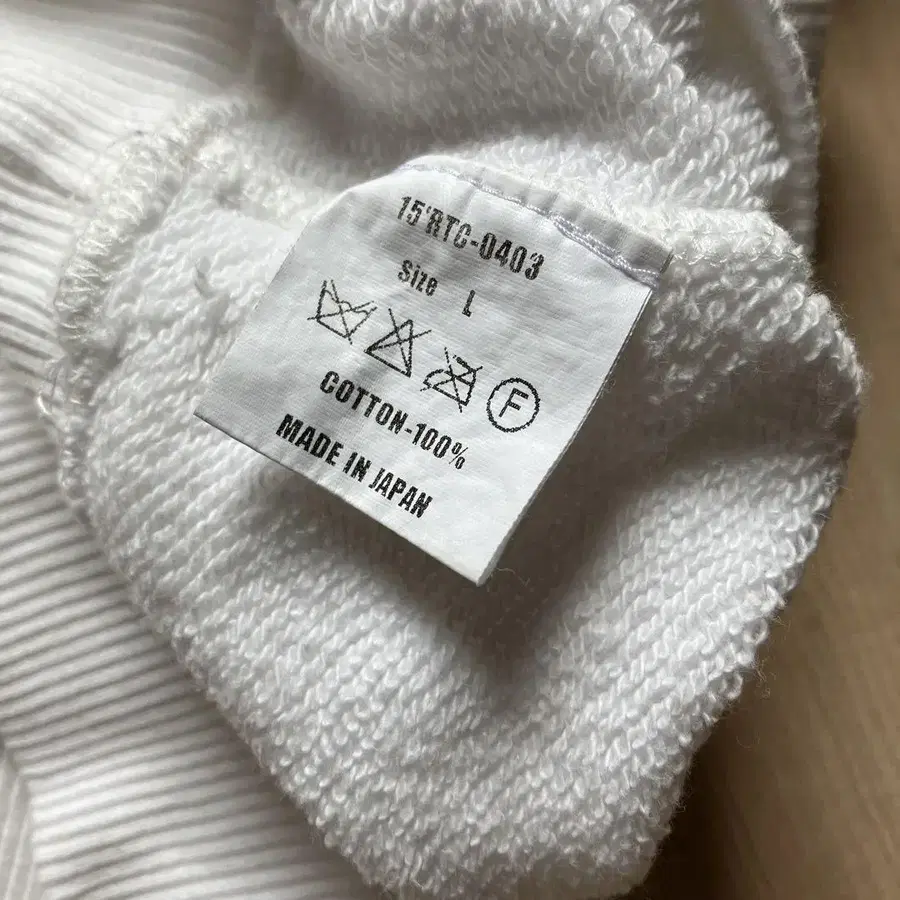 15'RTC-0403
Size L
F
COTTON-100%
MADE IN JAPAN